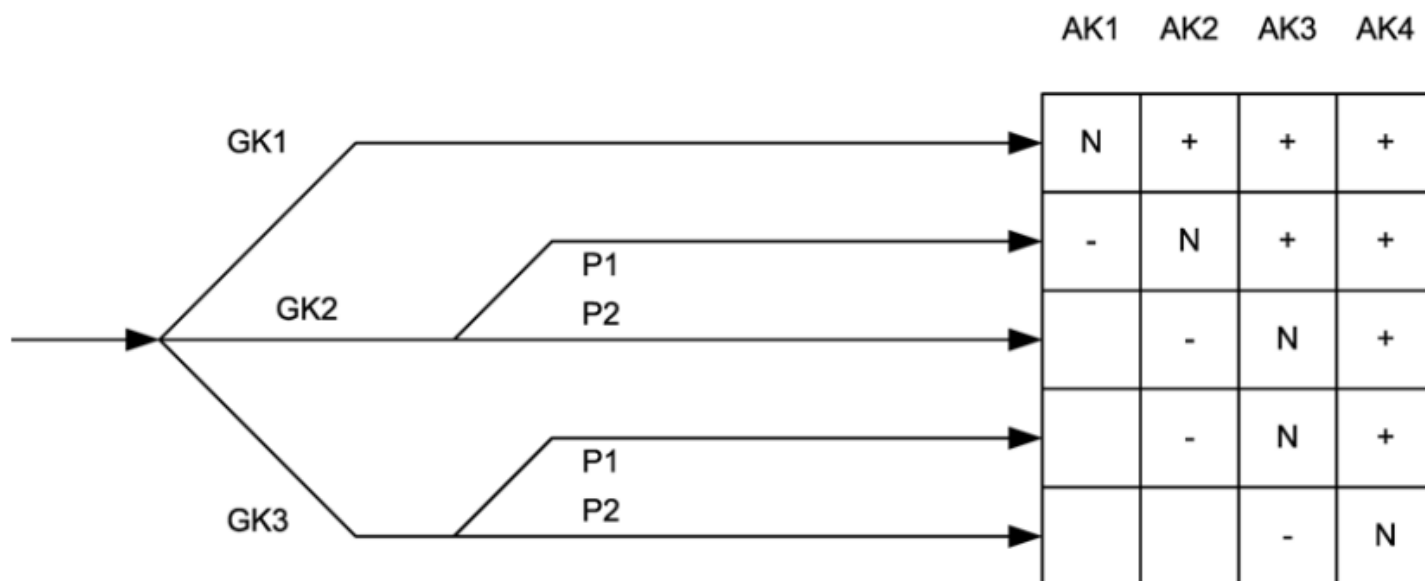 AK1 AK2 AK3 AK4
GK1 N + + +
- N + +
P1
GK2 P2
- N +
- N +
P1
P2
GK3 - N